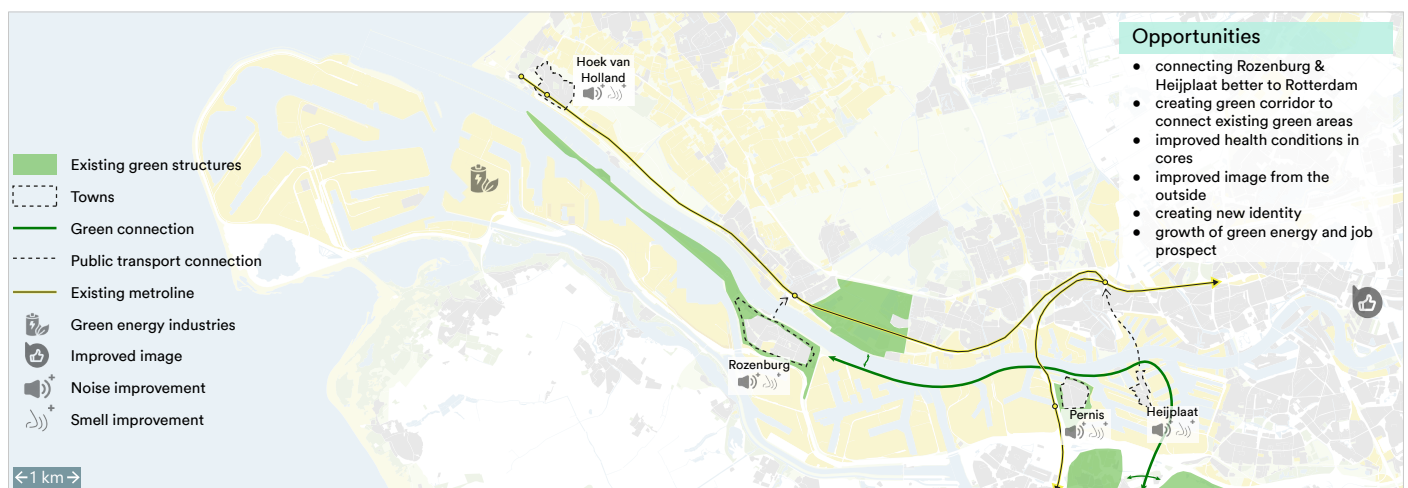 Opportunities
● connecting Rozenburg &
Heijplaat better to Rotterdam
● creating green corridor to
connect existing green areas
● improved health conditions in
cores
● improved image from the
outside
● creating new identity
● growth of green energy and job
prospect
Hoek van
Holland
Existing green structures
Towns
Green connection
Public transport connection
Existing metroline
Green energy industries
Improved image
Noise improvement
Smell improvement
Rozenburg
Pernis
Heijplaat
←1 km→